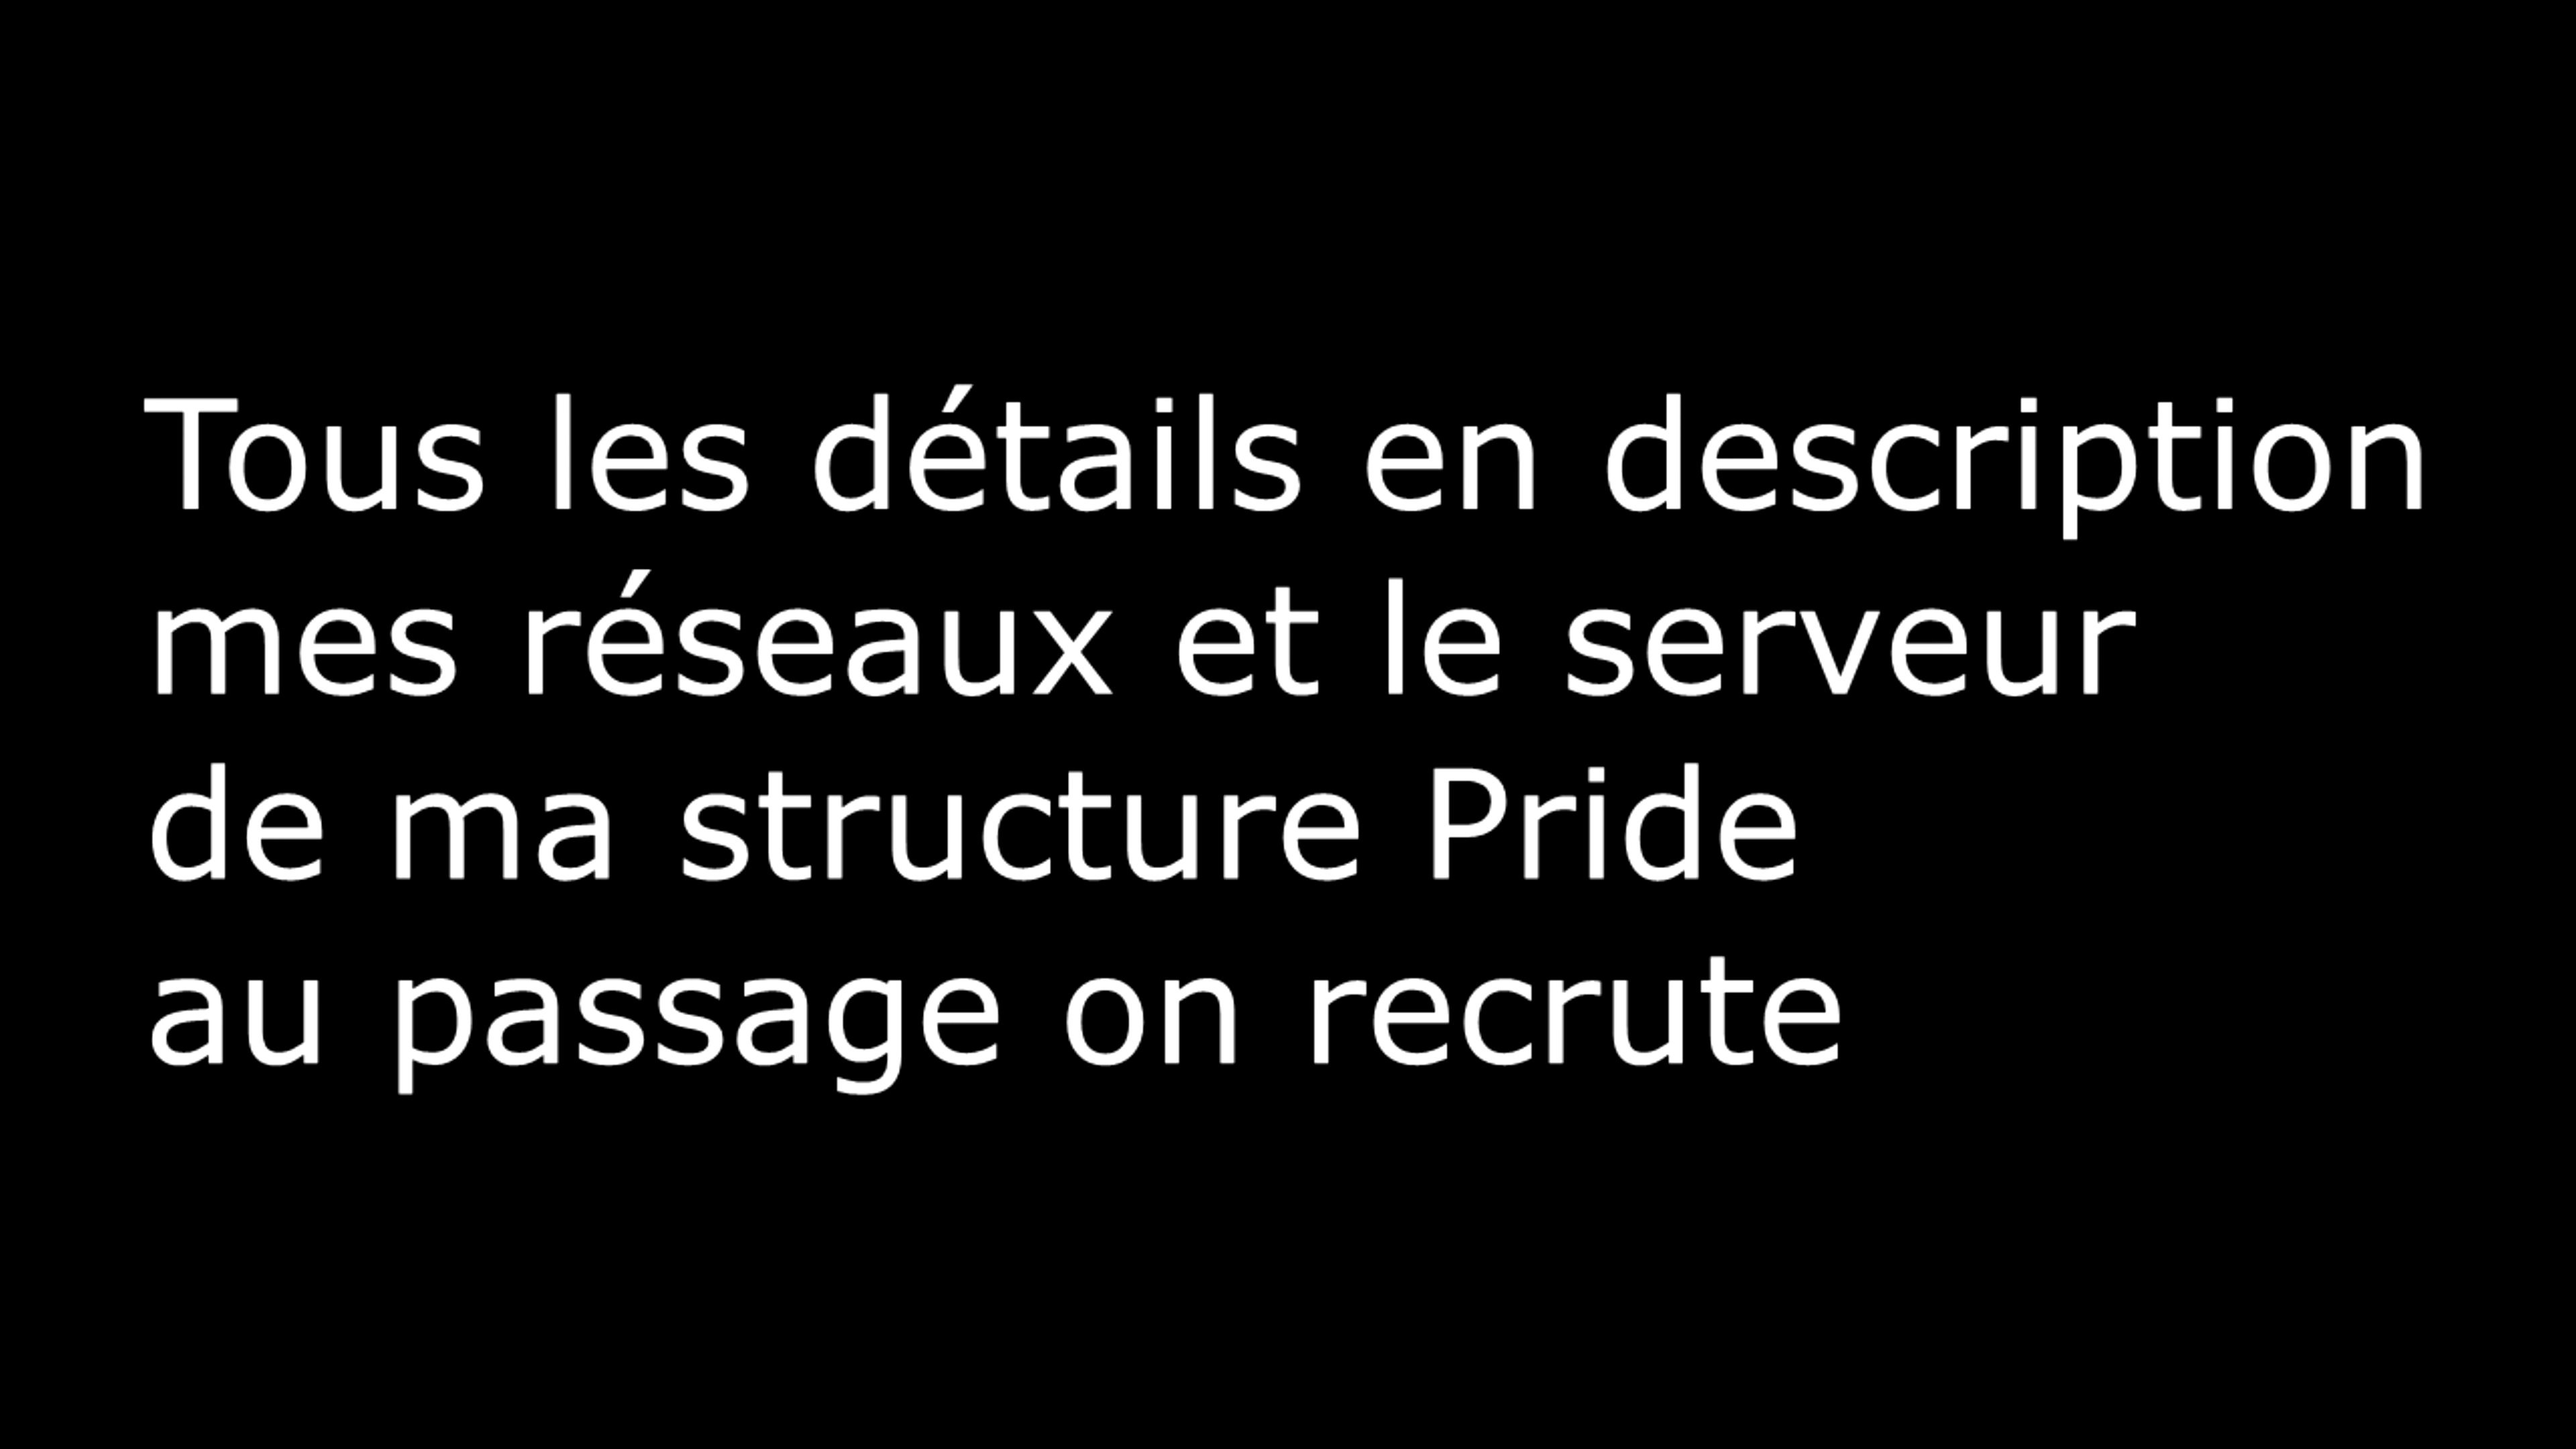 Tous les détails en description
mes réseaux et le serveur
de ma structure Pride
au passage on recrute